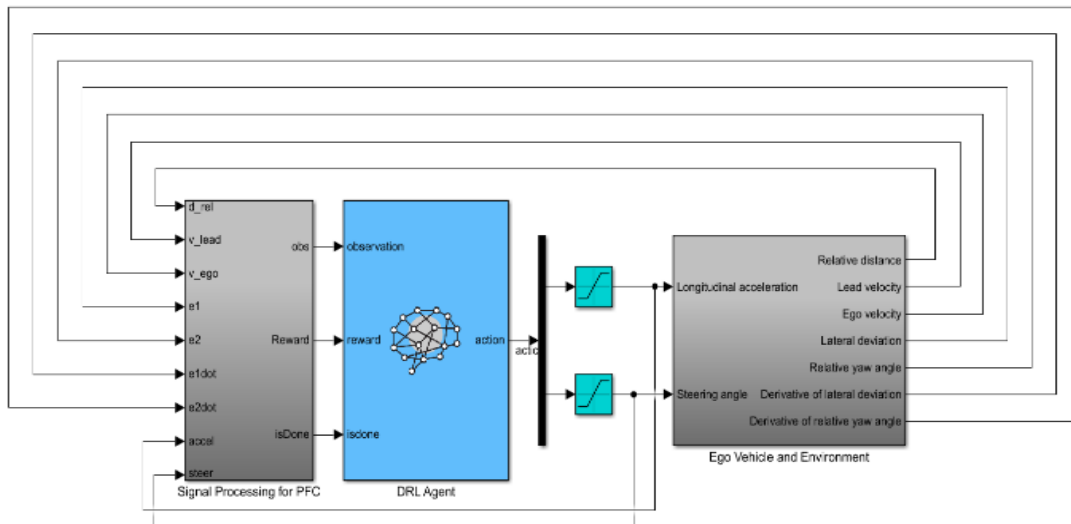 d_rel
v_lead
v_ego
e1
e2
e1dot
e2dot
accel
steer
obs
Reward
isDone
Signal Processing for PFC
observation
reward
isdone
action
DRL Agent
actic
Longitudinal acceleration
Steering angle
Relative distance
Lead velocity
Ego velocity
Lateral deviation
Relative yaw angle
Derivative of lateral deviation
Derivative of relative yaw angle
Ego Vehicle and Environment